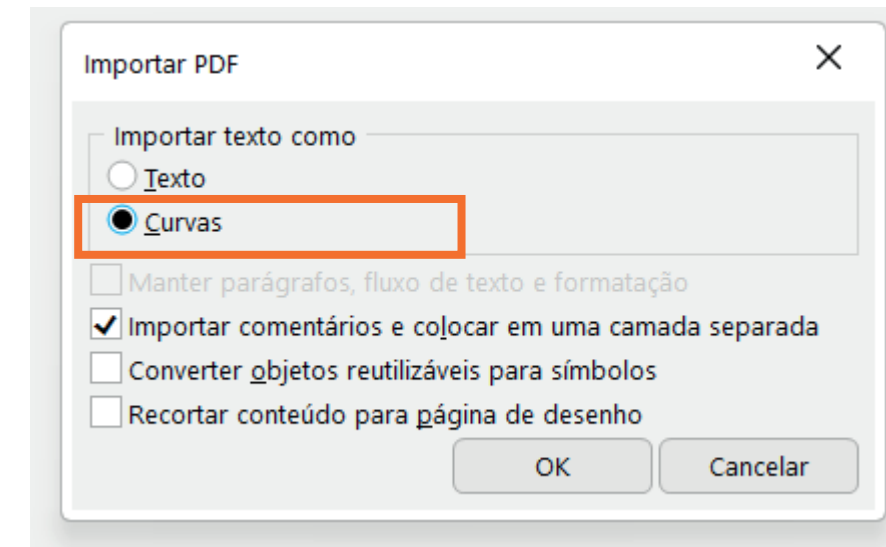 Importar PDF
Importar texto como
Texto
Curvas
Manter parágrafos, fluxo de texto e formatação
Importar comentários e colocar em uma camada separada
Converter objetos reutilizáveis para símbolos
Recortar conteúdo para página de desenho
OK Cancelar